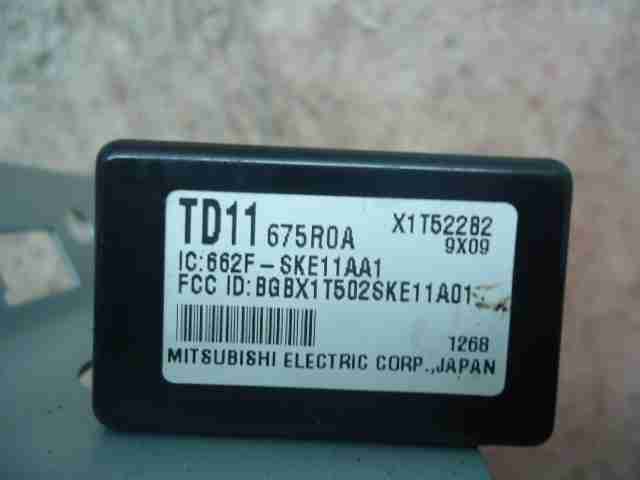 TD11 675R0A X1T52282
9X09
IC:662F-SKE11AA1
FCC ID:BGBX1T502SKE11A01
1268
MITSUBISHI ELECTRIC CORP.,JAPAN